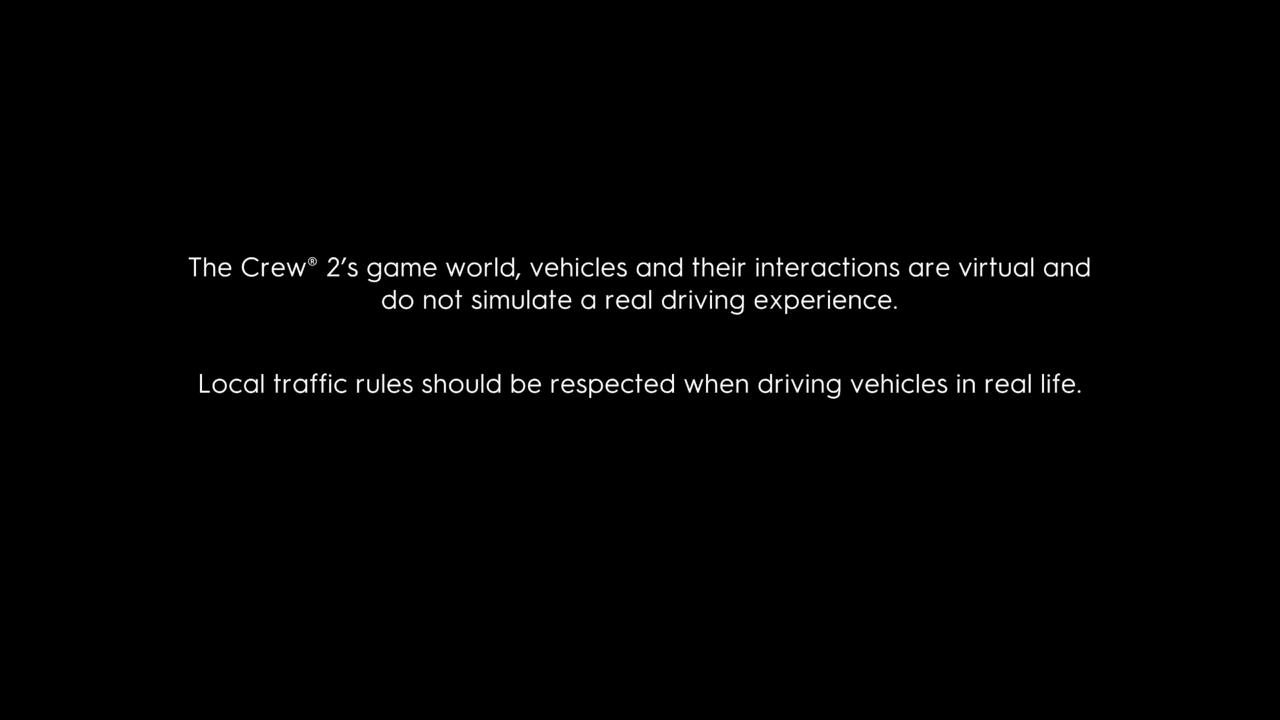 The Crew® 2’s game world, vehicles and their interactions are virtual and
do not simulate a real driving experience.
Local traffic rules should be respected when driving vehicles in real life.